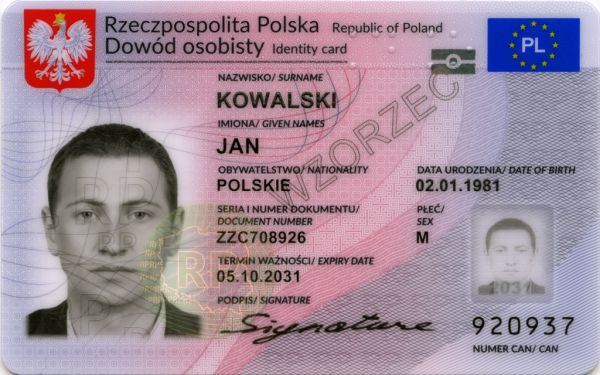 Rzeczpospolita Polska Republic of Poland
Dowód osobisty Identity card
PL
NAZWISKO/ SURNAME
KOWALSKI
IMIONA/ GIVEN NAMES
JAN
OBYWATELSTWO/ NATIONALITY
POLSKIE
DATA URODZENIA/ DATE OF BIRTH
02.01.1981
SERIA I NUMER DOKUMENTU/
DOCUMENT NUMBER
ZZC708926
PŁEĆ/
SEX
M
TERMIN WAŻNOŚCI/ EXPIRY DATE
05.10.2031
PODPIS/ SIGNATURE
Signature
WZORZEC
RP
2031
920937
NUMER CAN/ CAN